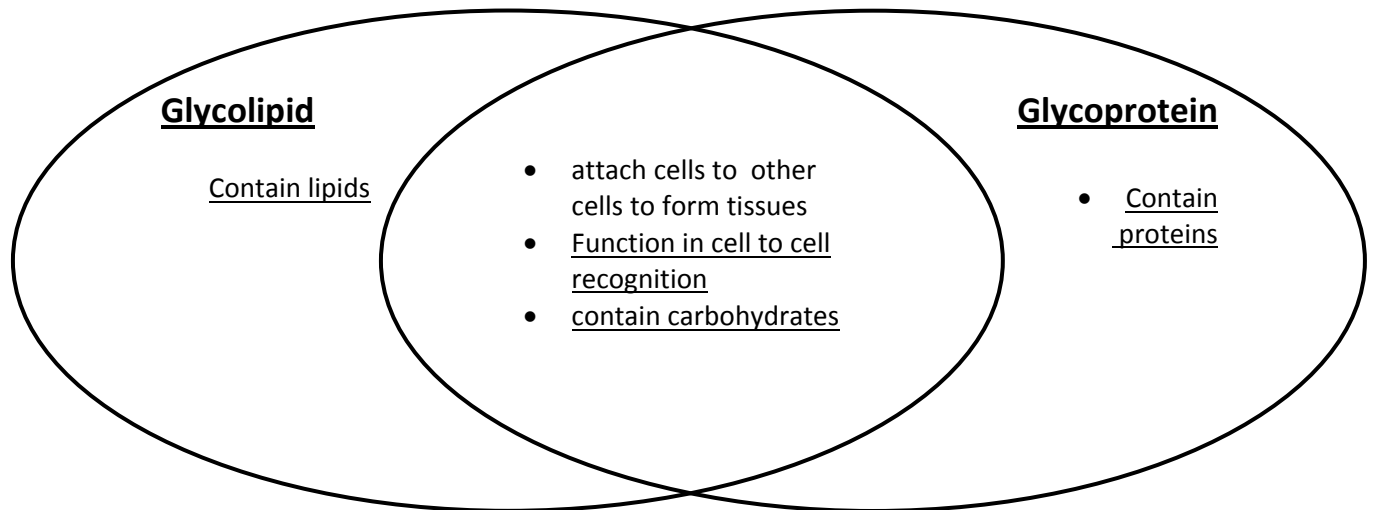 Glycolipid
Contain lipids
• attach cells to other
cells to form tissues
• Function in cell to cell
recognition
• contain carbohydrates
Glycoprotein
• Contain
proteins